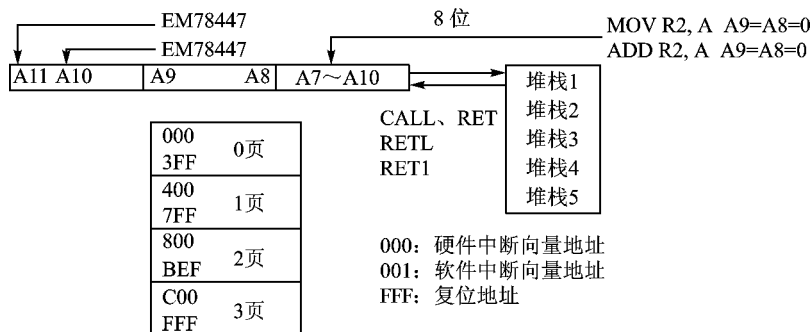 EM78447
EM78447
8位
MOV R2, A A9=A8=0
ADD R2, A A9=A8=0
A11 A10 A9 A8 A7～A10
CALL、RET
RETL
RET1
堆栈1
堆栈2
堆栈3
堆栈4
堆栈5
000
3FF
0页
400
7FF
1页
800
BEF
2页
C00
FFF
3页
000：硬件中断向量地址
001：软件中断向量地址
FFF：复位地址